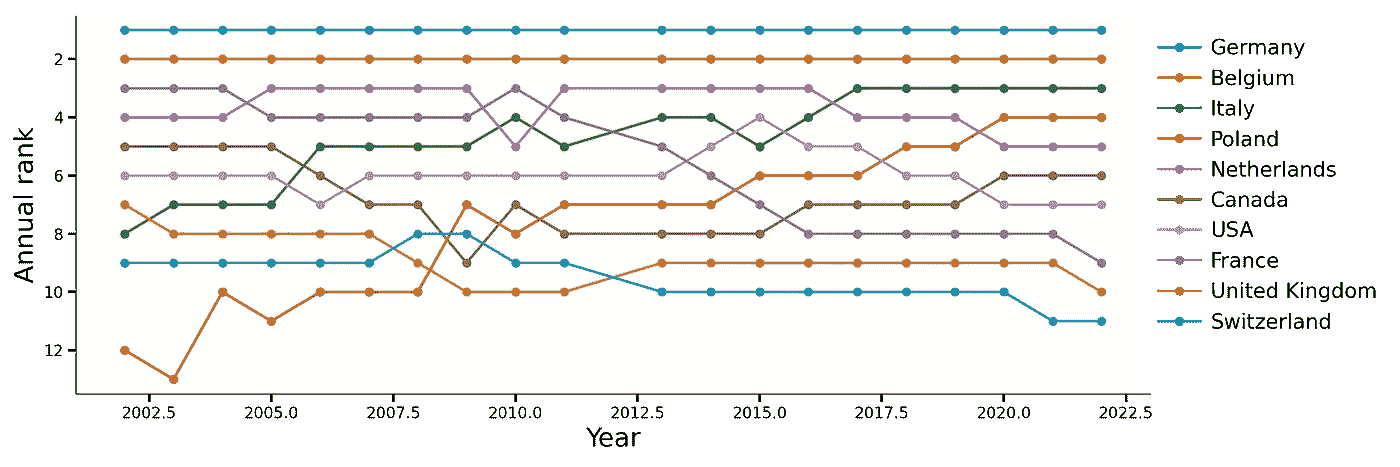 Annual rank
2
4
6
8
10
12
2002.5
2005.0
2007.5
2010.0
2012.5
2015.0
2017.5
2020.0
2022.5
Year
Germany
Belgium
Italy
Poland
Netherlands
Canada
USA
France
United Kingdom
Switzerland